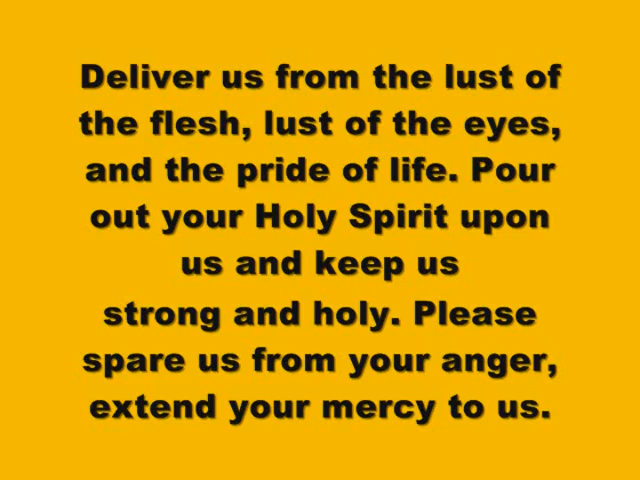 Deliver us from the lust of
the flesh, lust of the eyes,
and the pride of life. Pour
out your Holy Spirit upon
us and keep us
strong and holy. Please
spare us from your anger,
extend your mercy to us.